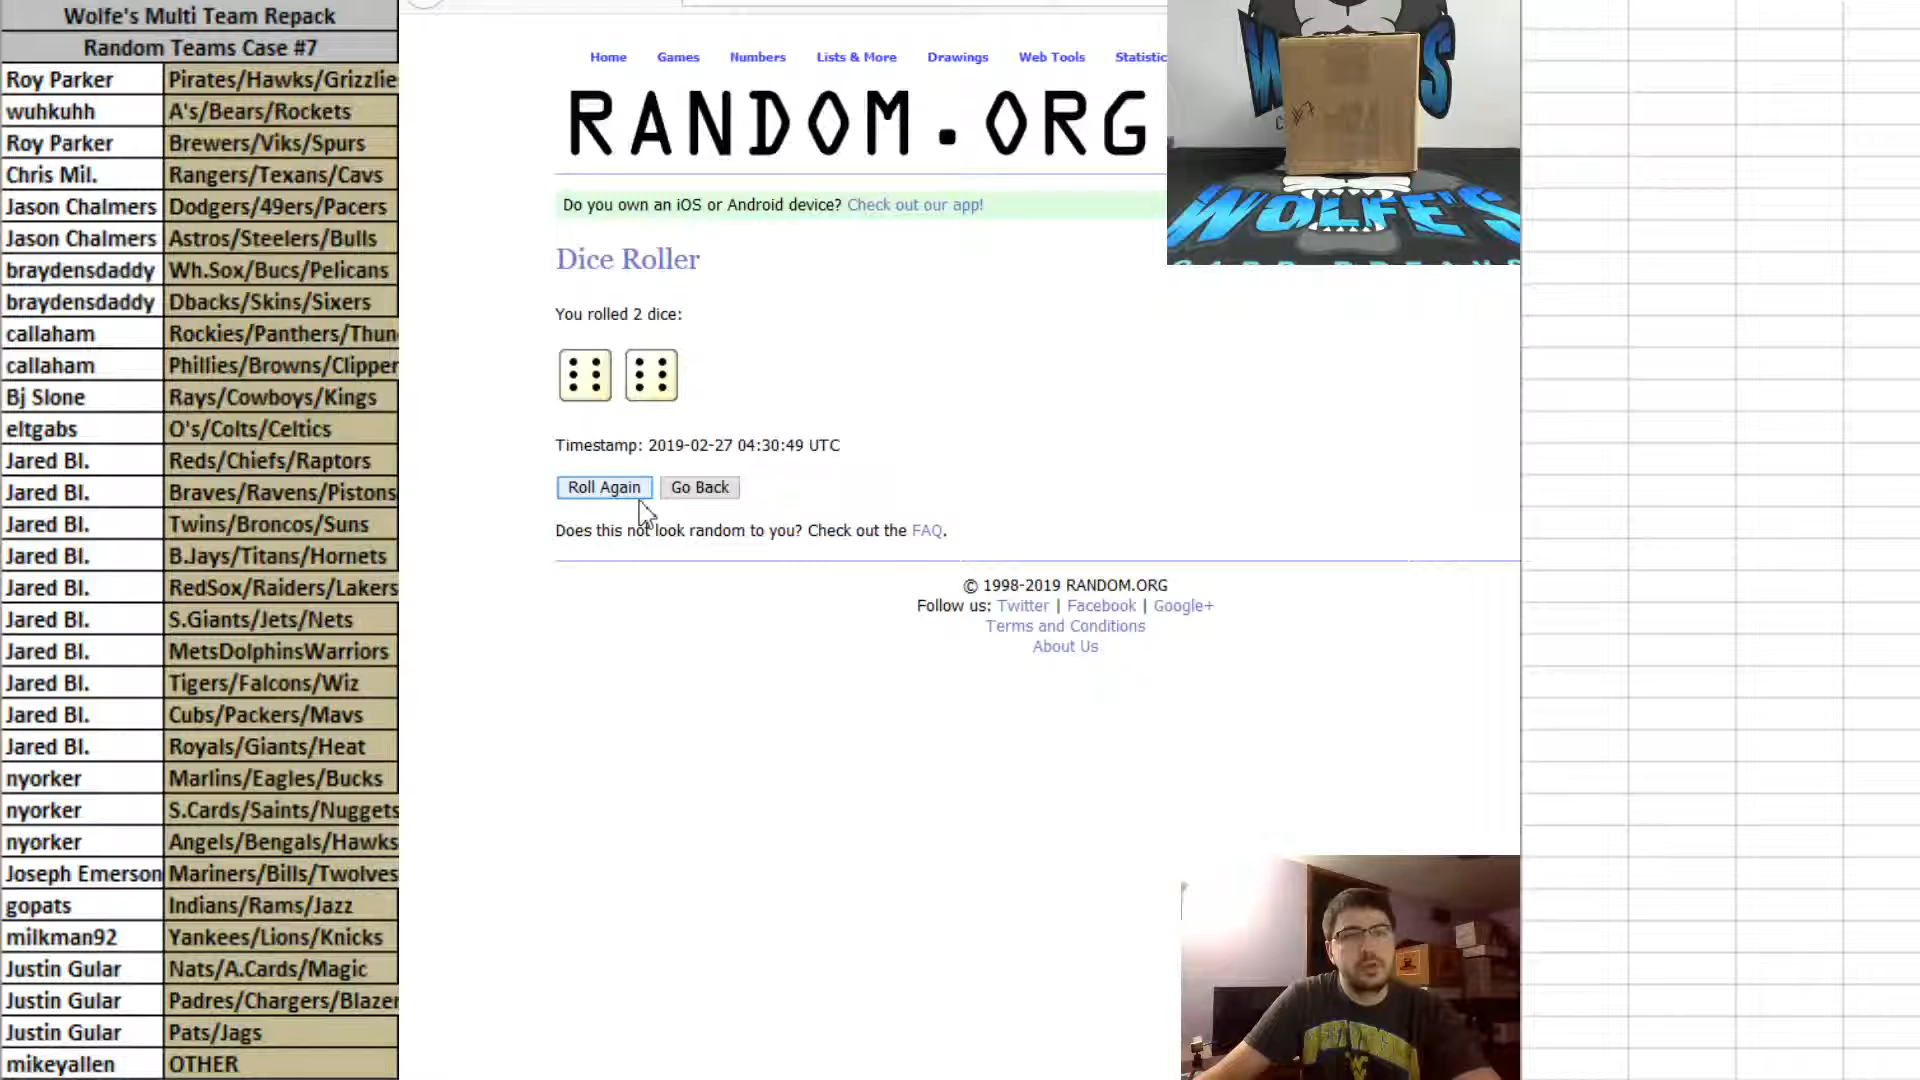 Wolfe's Multi Team Repack
Random Teams Case #7
Roy Parker Pirates/Hawks/Grizzlie
wuhkuhh A's/Bears/Rockets
Roy Parker Brewers/Viks/Spurs
Chris Mil. Rangers/Texans/Cavs
Jason Chalmers Dodgers/49ers/Pacers
Jason Chalmers Astros/Steelers/Bulls
braydensdaddy Wh.Sox/Bucs/Pelicans
braydensdaddy Dbacks/Skins/Sixers
callaham Rockies/Panthers/Thun
callaham Phillies/Browns/Clipper
Bj Slone Rays/Cowboys/Kings
eltgabs O's/Colts/Celtics
Jared Bl. Reds/Chiefs/Raptors
Jared Bl. Braves/Ravens/Pistons
Jared Bl. Twins/Broncos/Suns
Jared Bl. B.Jays/Titans/Hornets
Jared Bl. RedSox/Raiders/Lakers
Jared Bl. S.Giants/Jets/Nets
Jared Bl. MetsDolphinsWarriors
Jared Bl. Tigers/Falcons/Wiz
Jared Bl. Cubs/Packers/Mavs
Jared Bl. Royals/Giants/Heat
nyorker Marlins/Eagles/Bucks
nyorker S.Cards/Saints/Nuggets
nyorker Angels/Bengals/Hawks
Joseph Emerson Mariners/Bills/Twolves
gopats Indians/Rams/Jazz
milkman92 Yankees/Lions/Knicks
Justin Gular Nats/A.Cards/Magic
Justin Gular Padres/Chargers/Blazer
Justin Gular Pats/Jags
mikeyallen OTHER
Home Games Numbers Lists & More Drawings Web Tools Statistic
RANDOM.ORG
Do you own an iOS or Android device? Check out our app!
Dice Roller
You rolled 2 dice:
Timestamp: 2019-02-27 04:30:49 UTC
Roll Again Go Back
Does this not look random to you? Check out the FAQ.
© 1998-2019 RANDOM.ORG
Follow us: Twitter | Facebook | Google+
Terms and Conditions
About Us
#7
WOLFE'S